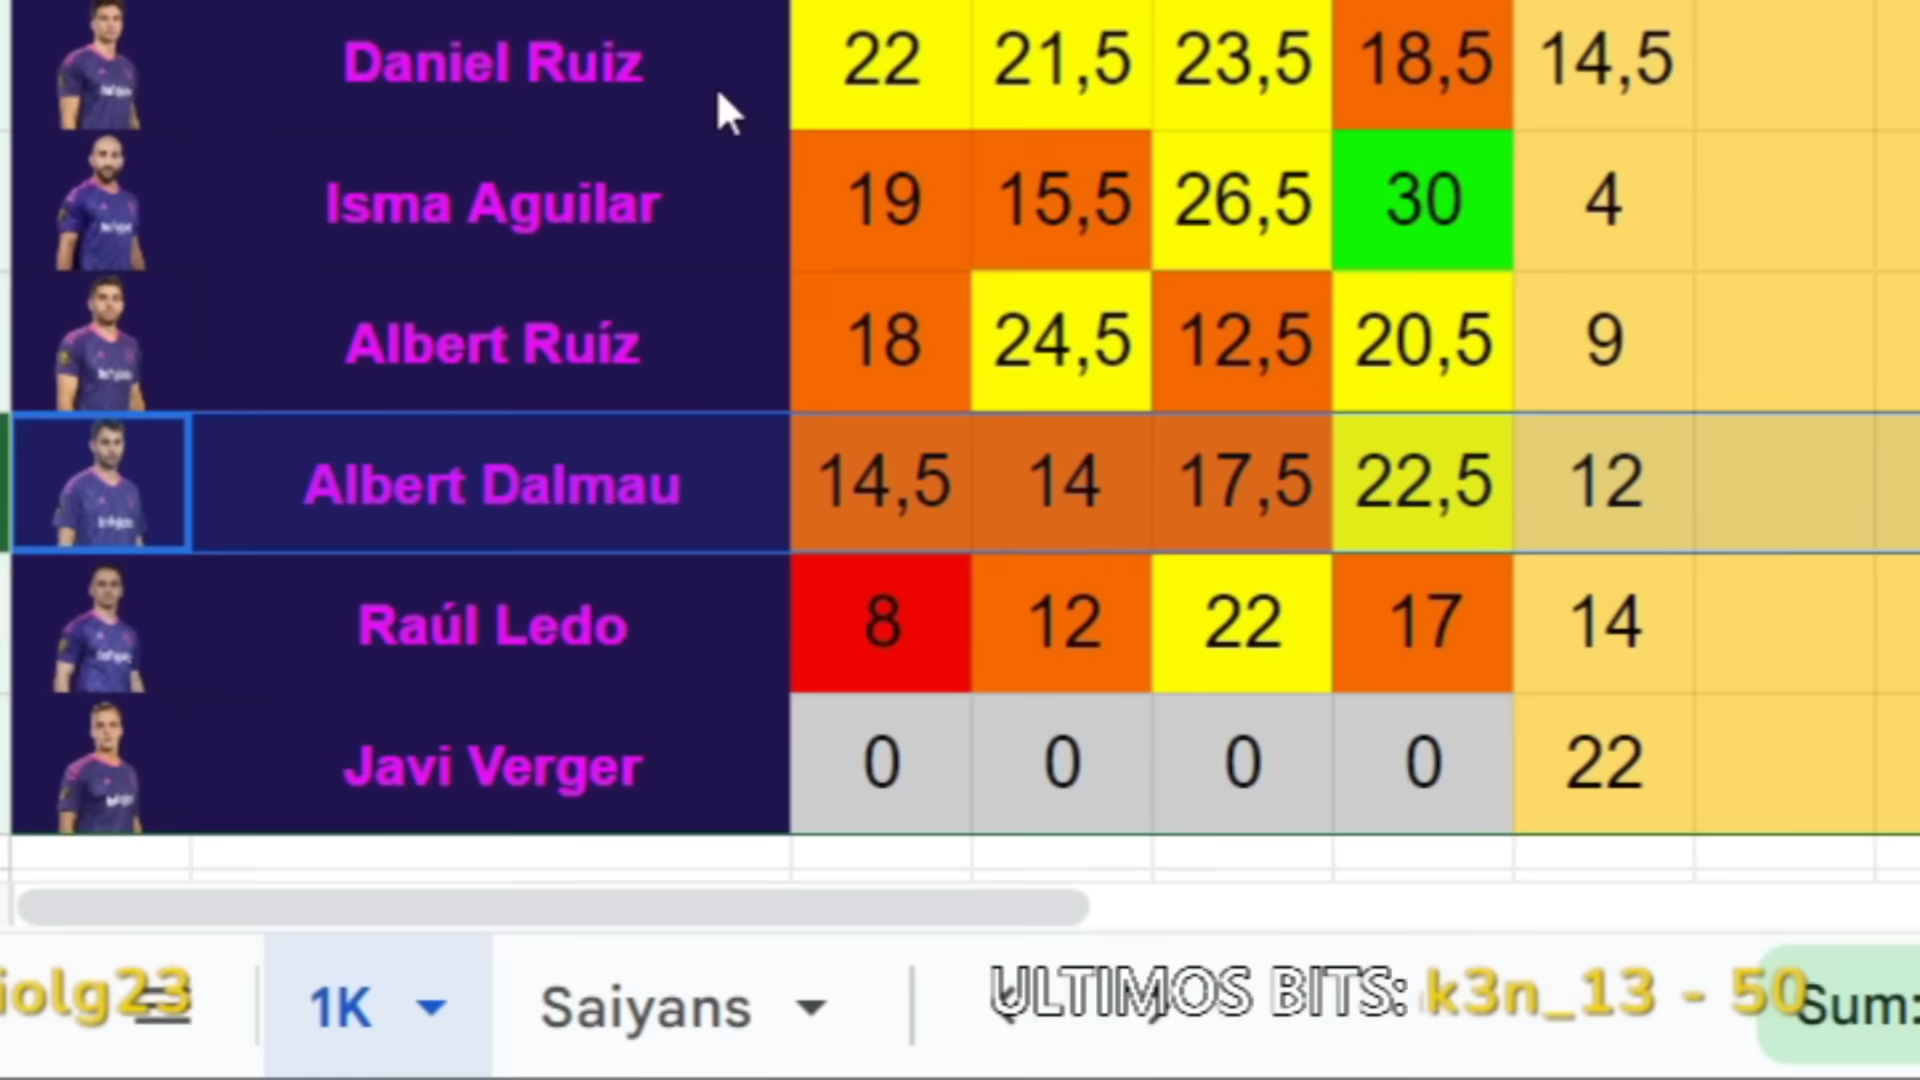 Daniel Ruiz 22 21,5 23,5 18,5 14,5
Isma Aguilar 19 15,5 26,5 30 4
Albert Ruíz 18 24,5 12,5 20,5 9
Albert Dalmau 14,5 14 17,5 22,5 12
Raúl Ledo 8 12 22 17 14
Javi Verger 0 0 0 0 22
iolg23 1K Saiyans ULTIMOS BITS: k3n_13 - 50 Sum: